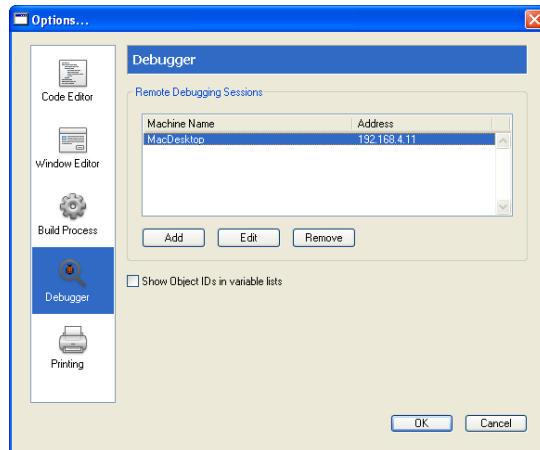 Options...
Code Editor
Window Editor
Build Process
Debugger
Printing
Debugger
Remote Debugging Sessions
Machine Name Address
MacDesktop 192.168.4.11
Add Edit Remove
Show Object IDs in variable lists
OK Cancel